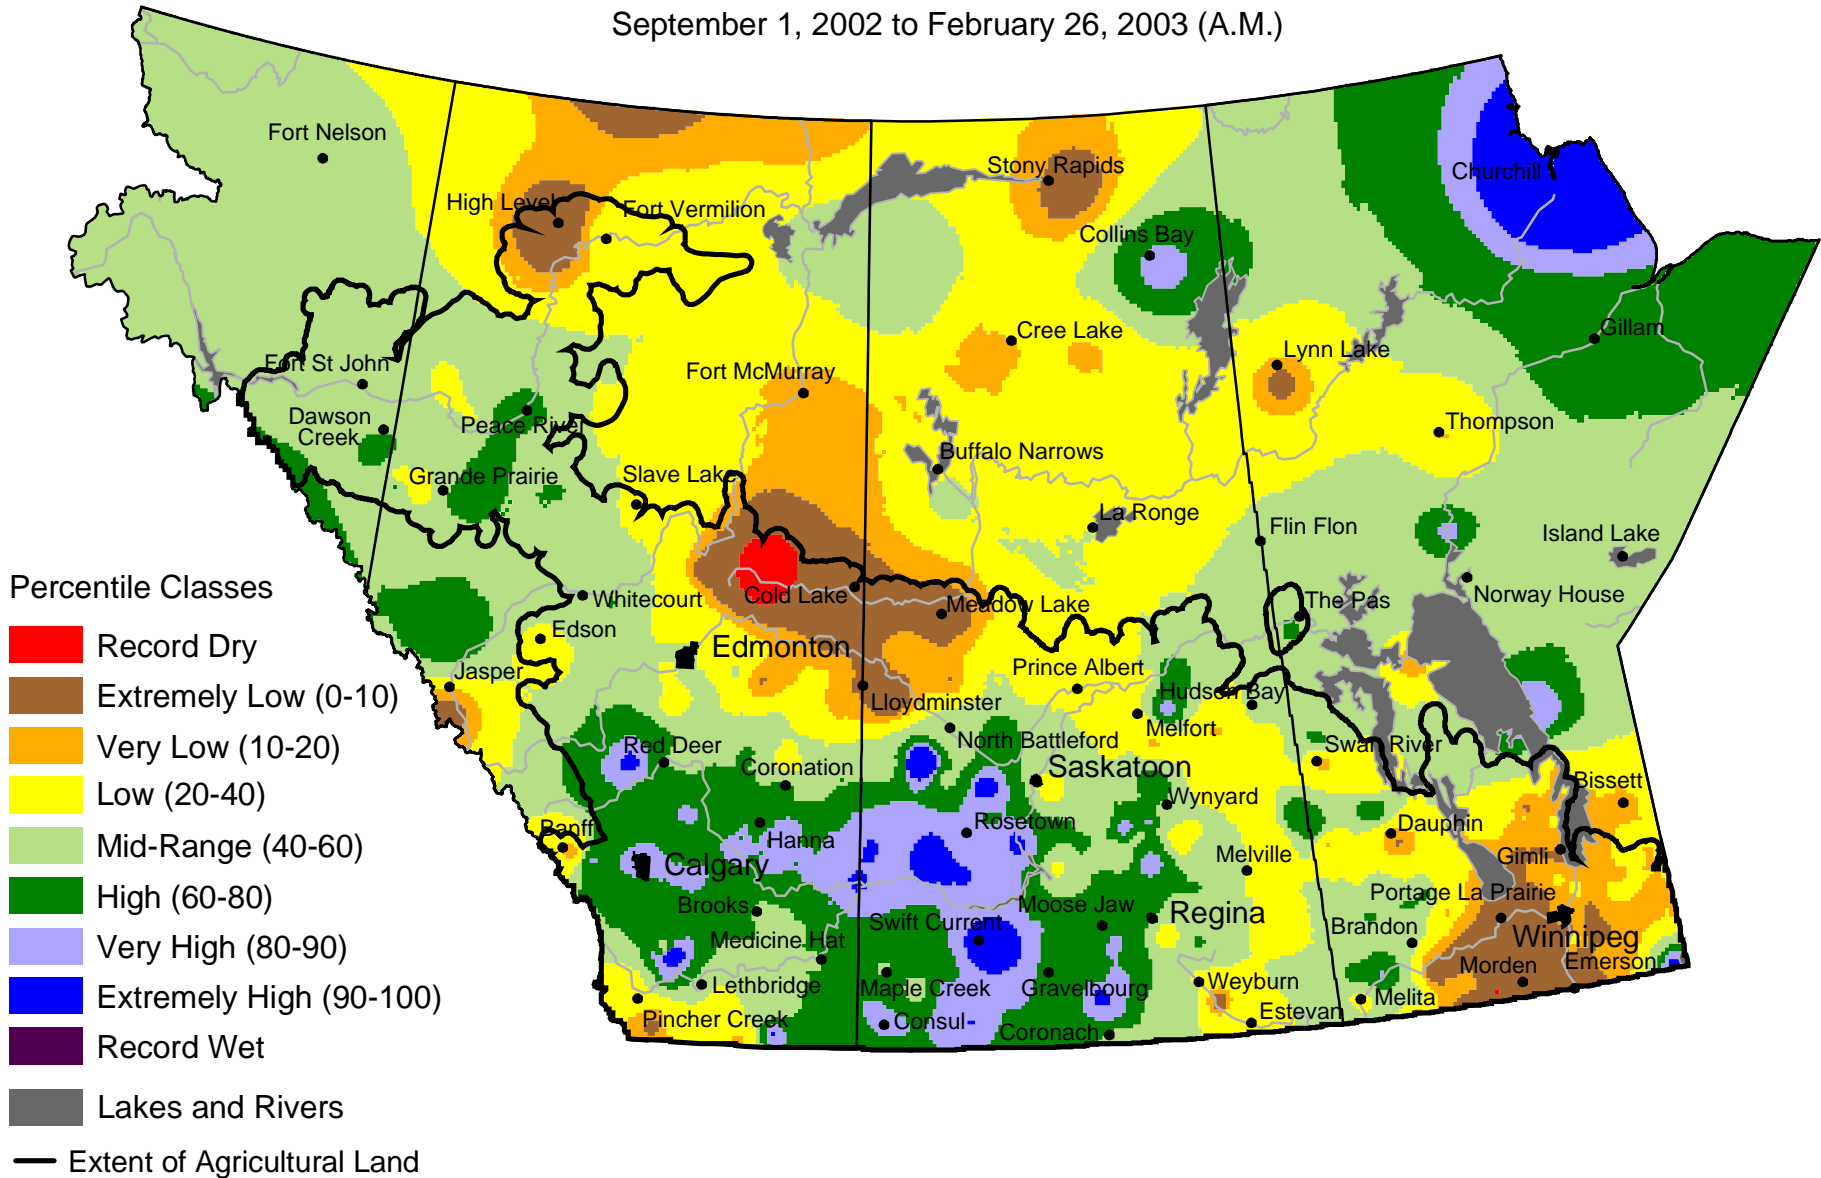 September 1, 2002 to February 26, 2003 (A.M.)
Fort Nelson
Stony Rapids
Churchill
High Level
Fort Vermilion
Collins Bay
Gillam
Cree Lake
Lynn Lake
Fort St John
Fort McMurray
Dawson
Creek
Peace River
Thompson
Buffalo Narrows
Grande Prairie
Slave Lake
La Ronge
Flin Flon
Island Lake
Whitecourt
Cold Lake
Meadow Lake
The Pas
Norway House
Edson
Edmonton
Jasper
Prince Albert
Hudson Bay
Lloydminster
Melfort
North Battleford
Red Deer
Swan River
Coronation
Saskatoon
Bissett
Wynyard
Banff
Hanna
Rosetown
Dauphin
Calgary
Melville
Gimli
Portage La Prairie
Brooks
Swift Current
Moose Jaw
Regina
Brandon
Winnipeg
Medicine Hat
Morden
Emerson
Lethbridge
Maple Creek
Gravelbourg
Weyburn
Melita
Pincher Creek
Consul
Coronach
Estevan
Percentile Classes
Record Dry
Extremely Low (0-10)
Very Low (10-20)
Low (20-40)
Mid-Range (40-60)
High (60-80)
Very High (80-90)
Extremely High (90-100)
Record Wet
Lakes and Rivers
Extent of Agricultural Land